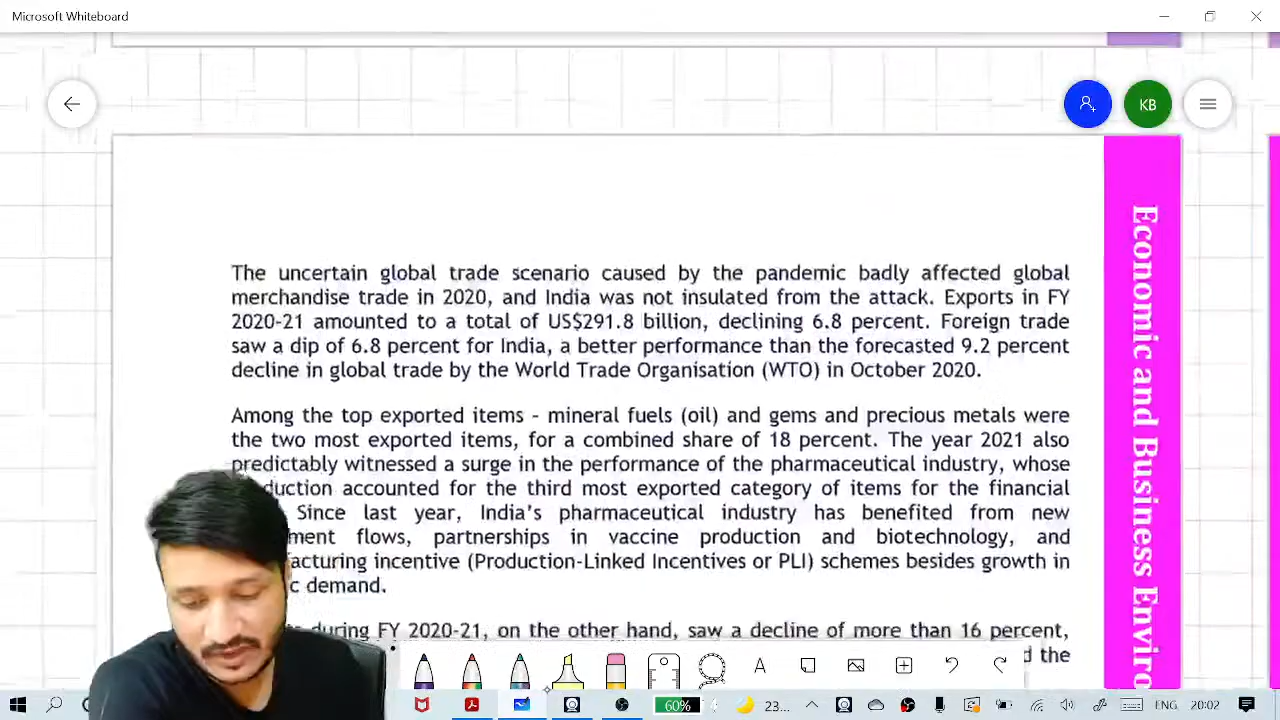 Microsoft Whiteboard
KB
The uncertain global trade scenario caused by the pandemic badly affected global
merchandise trade in 2020, and India was not insulated from the attack. Exports in FY
2020-21 amounted to a total of US$291.8 billion, declining 6.8 percent. Foreign trade
saw a dip of 6.8 percent for India, a better performance than the forecasted 9.2 percent
decline in global trade by the World Trade Organisation (WTO) in October 2020.
Among the top exported items - mineral fuels (oil) and gems and precious metals were
the two most exported items, for a combined share of 18 percent. The year 2021 also
predictably witnessed a surge in the performance of the pharmaceutical industry, whose
duction accounted for the third most exported category of items for the financial
Since last year, India's pharmaceutical industry has benefited from new
ment flows, partnerships in vaccine production and biotechnology, and
acturing incentive (Production-Linked Incentives or PLI) schemes besides growth in
c demand.
during FY 2020-21, on the other hand, saw a decline of more than 16 percent,
the
Economic and Business Enviro
A
60%
23...
ENG
20:02